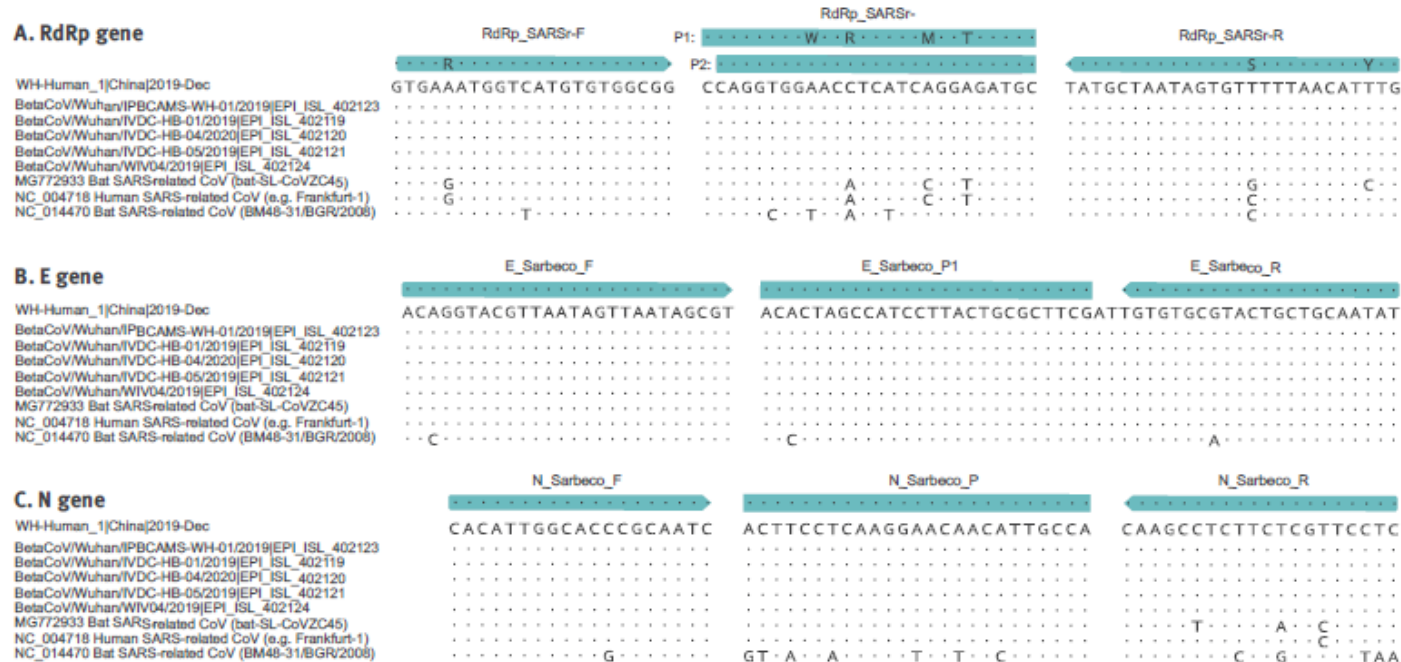 A. RdRp gene
RdRp_SARSr-F RdRp_SARSr- RdRp_SARSr-R
P1: W R M T
R P2: S Y
WH-Human_1|China|2019-Dec GTGAAATGGTCATGTGTGGCGG CCAGGTGGAACCTCATCAGGAGATGC TATGCTAATAGTGTTTTTAACATTTG
BetaCoV/Wuhan/IPBCAMS-WH-01/2019|EPI_ISL_402123
BetaCoV/Wuhan/IVDC-HB-01/2019|EPI_ISL_402119
BetaCoV/Wuhan/IVDC-HB-04/2020|EPI_ISL_402120
BetaCoV/Wuhan/IVDC-HB-05/2019|EPI_ISL_402121
BetaCoV/Wuhan/WIV04/2019|EPI_ISL_402124
MG772933 Bat SARS-related CoV (bat-SL-CoVZC45) G A C T G C
NC_004718 Human SARS-related CoV (e.g. Frankfurt-1) G A C T C
NC_014470 Bat SARS-related CoV (BM48-31/BGR/2008) T C T A T C
B. E gene
E_Sarbeco_F E_Sarbeco_P1 E_Sarbeco_R
WH-Human_1|China|2019-Dec ACAGGTACGTTAATAGTTAATAGCGT ACACTAGCCATCCTTACTGCGCTTCGATTGTGTGCGTACTGCTGCAATAT
BetaCoV/Wuhan/IPBCAMS-WH-01/2019|EPI_ISL_402123
BetaCoV/Wuhan/IVDC-HB-01/2019|EPI_ISL_402119
BetaCoV/Wuhan/IVDC-HB-04/2020|EPI_ISL_402120
BetaCoV/Wuhan/IVDC-HB-05/2019|EPI_ISL_402121
BetaCoV/Wuhan/WIV04/2019|EPI_ISL_402124
MG772933 Bat SARS-related CoV (bat-SL-CoVZC45)
NC_004718 Human SARS-related CoV (e.g. Frankfurt-1)
NC_014470 Bat SARS-related CoV (BM48-31/BGR/2008) C C A
C. N gene
N_Sarbeco_F N_Sarbeco_P N_Sarbeco_R
WH-Human_1|China|2019-Dec CACATTGGCACCCGCAATC ACTTCCTCAAGGAACAACATTGCCA CAAGCCTCTTCTCGTTCCTC
BetaCoV/Wuhan/IPBCAMS-WH-01/2019|EPI_ISL_402123
BetaCoV/Wuhan/IVDC-HB-01/2019|EPI_ISL_402119
BetaCoV/Wuhan/IVDC-HB-04/2020|EPI_ISL_402120
BetaCoV/Wuhan/IVDC-HB-05/2019|EPI_ISL_402121
BetaCoV/Wuhan/WIV04/2019|EPI_ISL_402124
MG772933 Bat SARS-related CoV (bat-SL-CoVZC45) T A C
NC_004718 Human SARS-related CoV (e.g. Frankfurt-1) C
NC_014470 Bat SARS-related CoV (BM48-31/BGR/2008) G GT A A T T C C G TAA